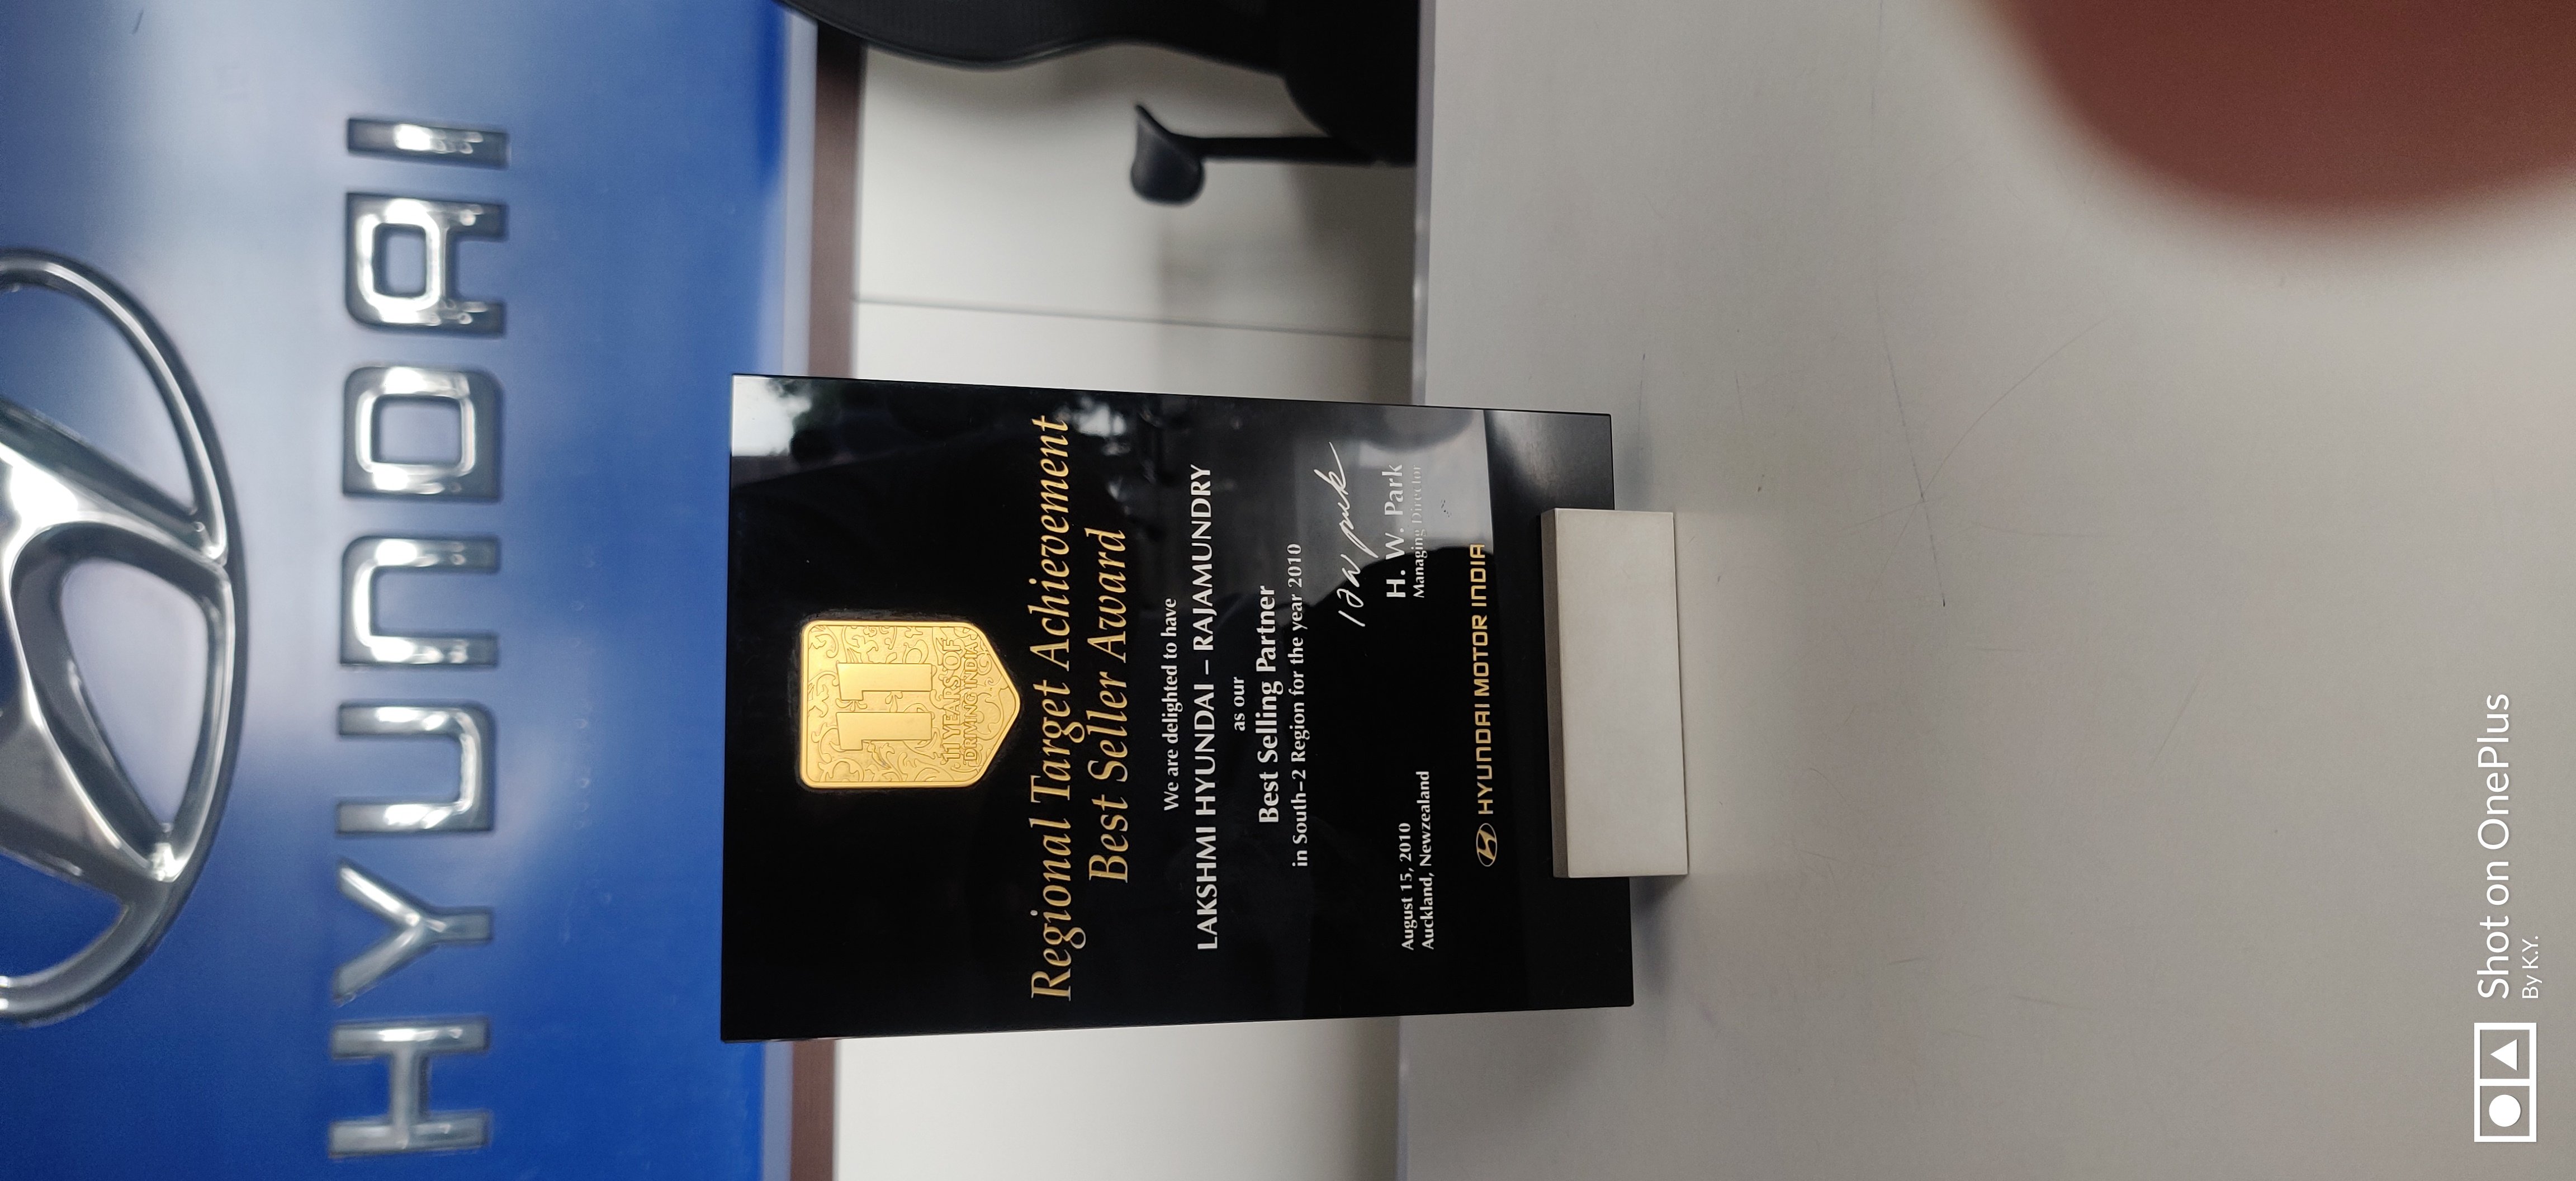 HYUNDAI
11 YEARS OF
DRIVING INDIA
Regional Target Achievement
Best Seller Award
We are delighted to have
LAKSHMI HYUNDAI – RAJAMUNDRY
as our
Best Selling Partner
in South–2 Region for the year 2010
H. W. Park
Managing Director
August 15, 2010
Auckland, Newzealand
HYUNDAI MOTOR INDIA
Shot on OnePlus
By K.Y.